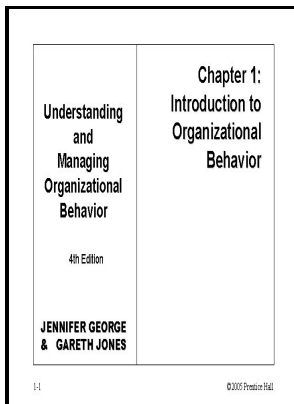 Understanding
and
Managing
Organizational
Behavior
4th Edition
JENNIFER GEORGE
& GARETH JONES
Chapter 1:
Introduction to
Organizational
Behavior
1-1
©2005 Prentice Hall